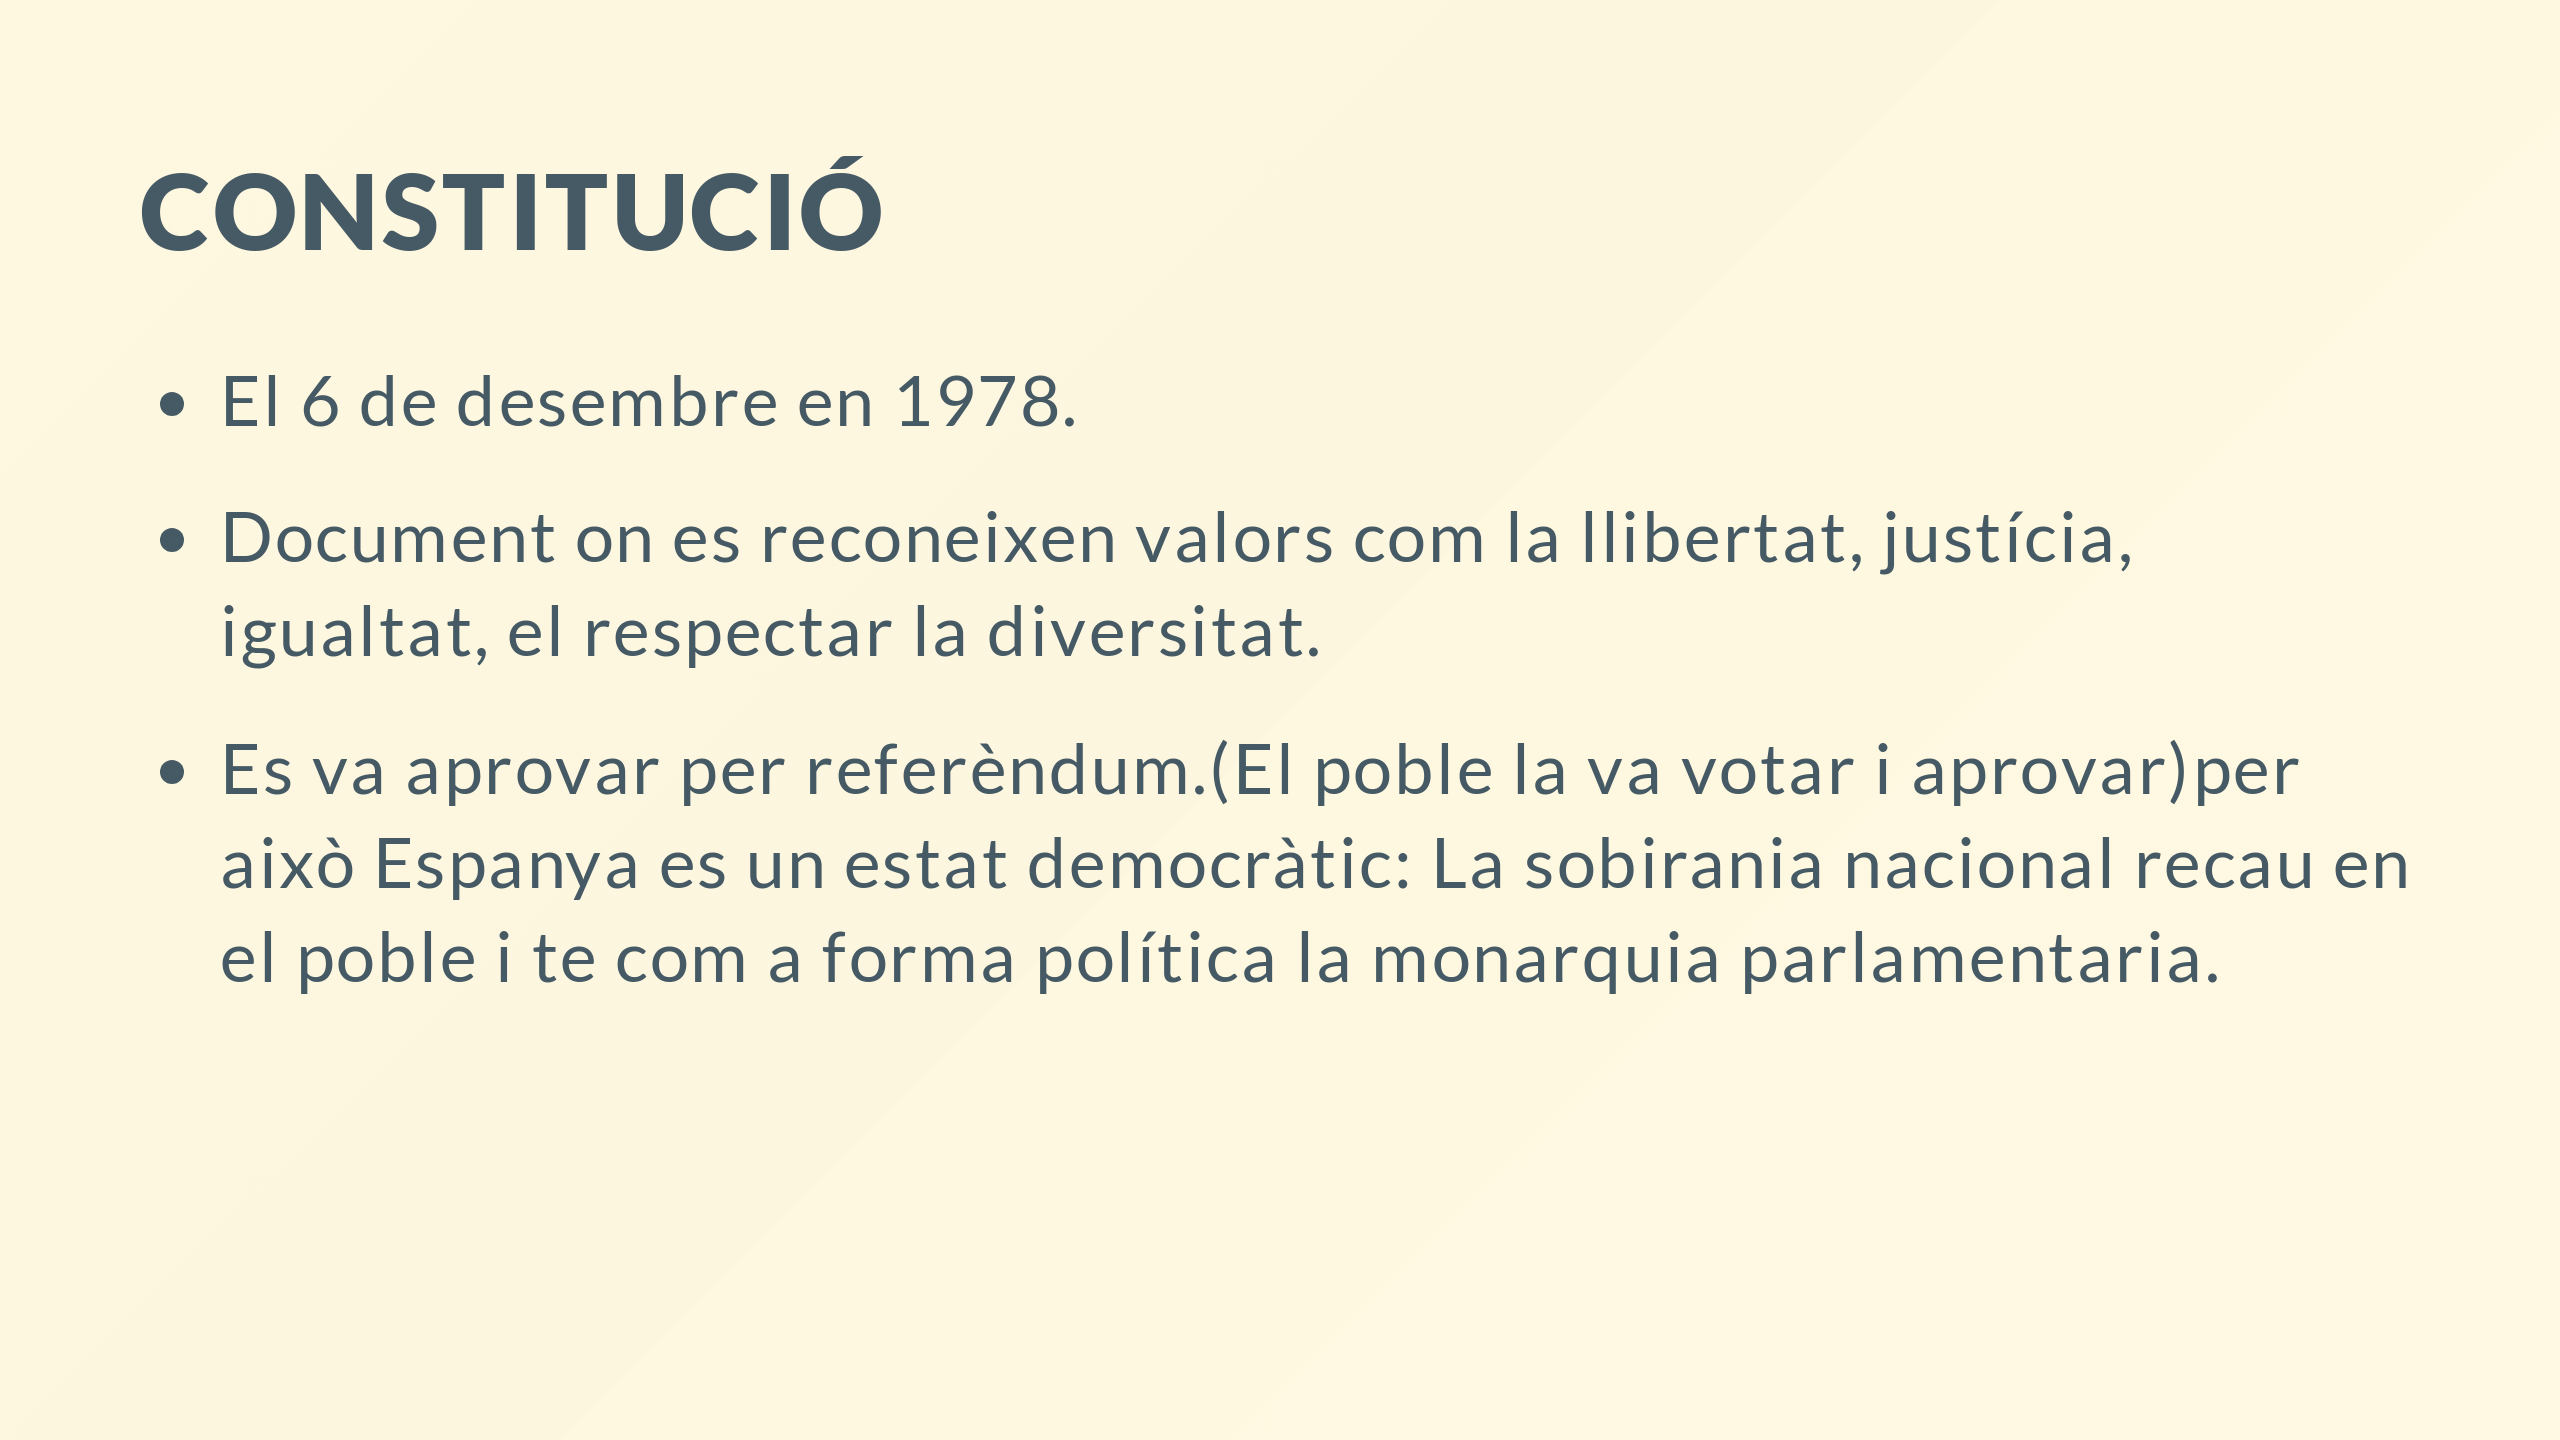 CONSTITUCIÓ
• El 6 de desembre en 1978.
• Document on es reconeixen valors com la llibertat, justícia,
igualtat, el respectar la diversitat.
• Es va aprovar per referèndum.(El poble la va votar i aprovar)per
això Espanya es un estat democràtic: La sobirania nacional recau en
el poble i te com a forma política la monarquia parlamentaria.